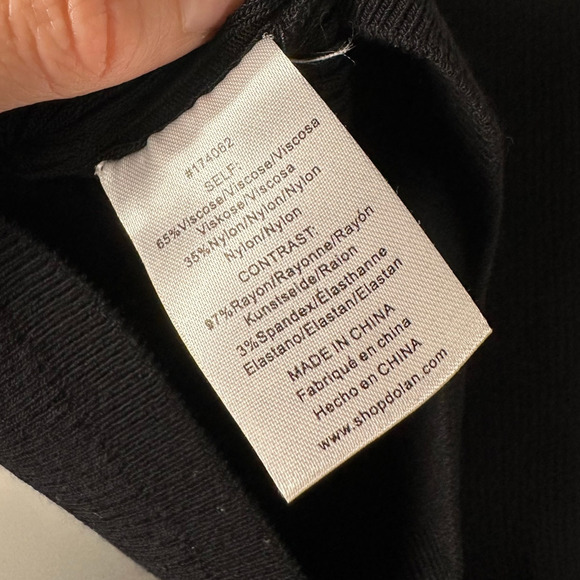 #174062
SELF:
65%Viscose/Viscose/Viscosa
Viskose/Viscosa
35%Nylon/Nylon/Nylon
Nylon/Nylon
CONTRAST:
97%Rayon/Rayonne/Rayón
Kunstseide/Raion
3%Spandex/Élasthanne
Elastano/Elastan/Elastan
MADE IN CHINA
Fabriqué en china
Hecho en CHINA
www.shopdolan.com